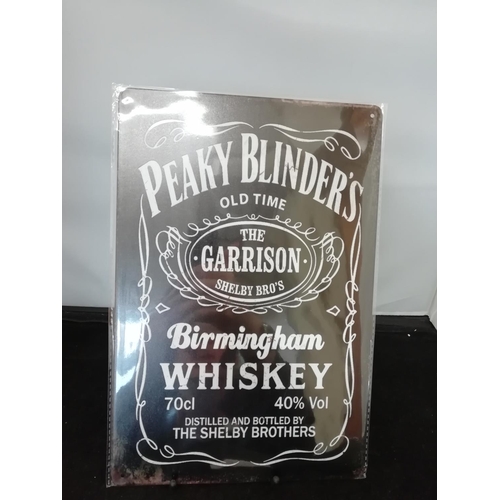 PEAKY BLINDER'S
OLD TIME
THE
· GARRISON ·
SHELBY BRO'S
Birmingham
WHISKEY
70cl 40% Vol
DISTILLED AND BOTTLED BY
THE SHELBY BROTHERS